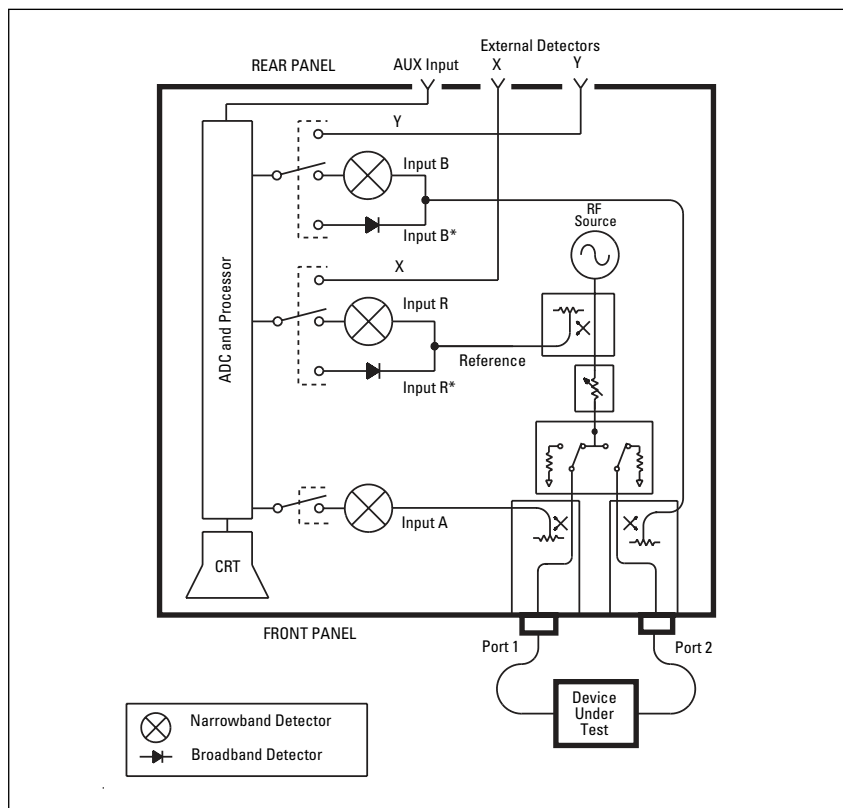 External Detectors
REAR PANEL
AUX Input
X
Y
Y
Input B
RF
Source
Input B*
X
ADC and Processor
Input R
Reference
Input R*
Input A
CRT
FRONT PANEL
Port 1
Port 2
Device
Under
Test
Narrowband Detector
Broadband Detector